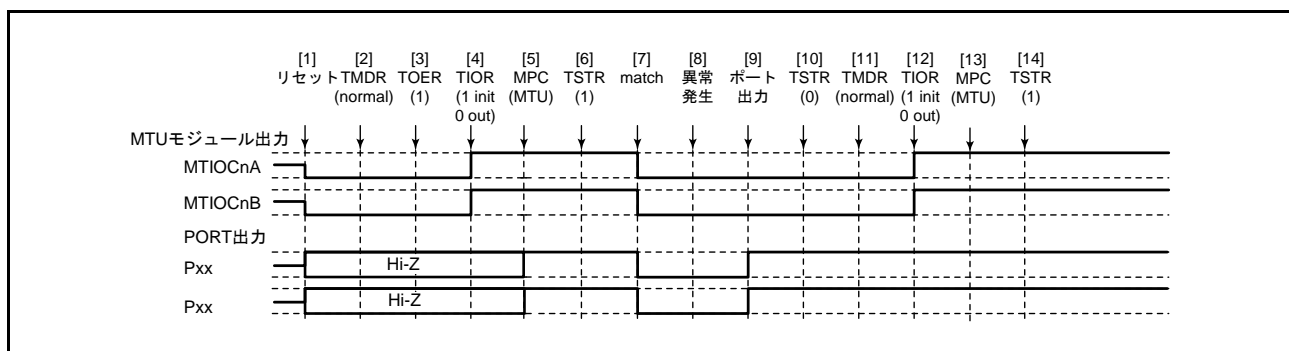 [1] [2] [3] [4] [5] [6] [7] [8] [9] [10] [11] [12] [13] [14]
リセット TMDR TOER TIOR MPC TSTR match 異常 ポート TSTR TMDR TIOR MPC TSTR
(normal) (1) (1 init (MTU) (1) 発生 出力 (0) (normal) (1 init (MTU) (1)
0 out) 0 out)
MTUモジュール出力
MTIOCnA
MTIOCnB
PORT出力
Pxx Hi-Z
Pxx Hi-Z